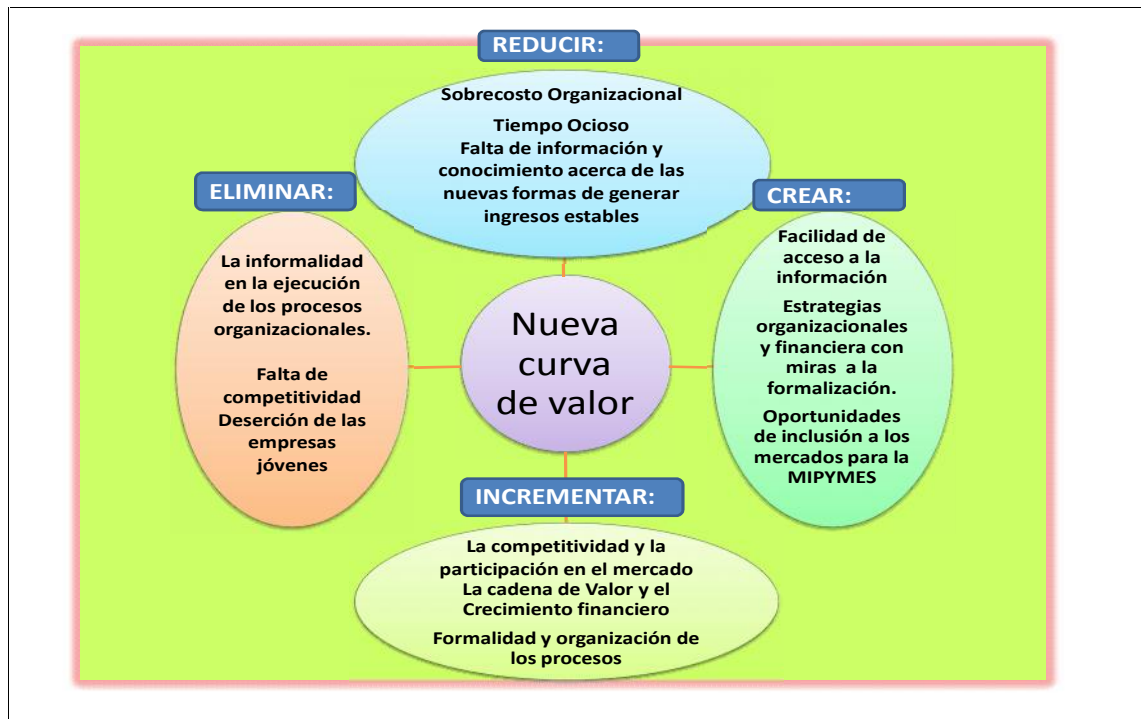 REDUCIR:
Sobrecosto Organizacional
Tiempo Ocioso
Falta de información y
conocimiento acerca de las
nuevas formas de generar
ingresos estables
ELIMINAR:
La informalidad
en la ejecución
de los procesos
organizacionales.
Falta de
competitividad
Deserción de las
empresas
jóvenes
Nueva
curva
de valor
CREAR:
Facilidad de
acceso a la
información
Estrategias
organizacionales
y financiera con
miras a la
formalización.
Oportunidades
de inclusión a los
mercados para la
MIPYMES
INCREMENTAR:
La competitividad y la
participación en el mercado
La cadena de Valor y el
Crecimiento financiero
Formalidad y organización de
los procesos